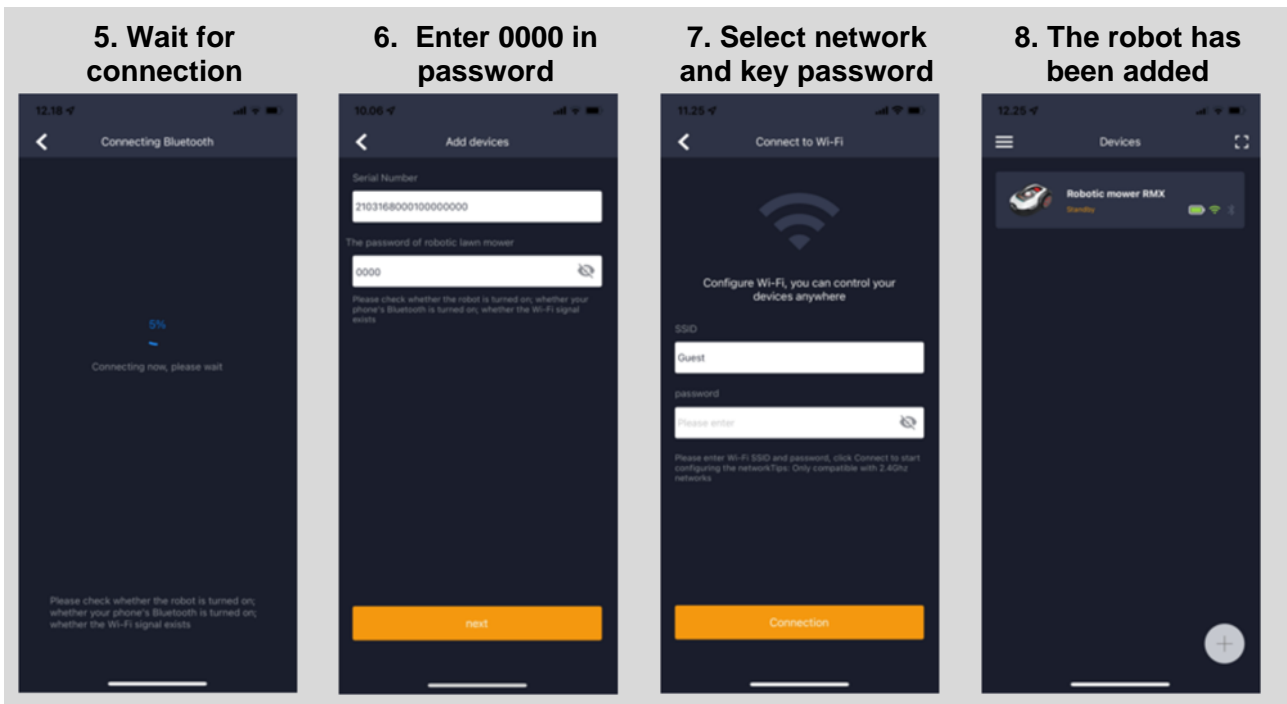 5. Wait for
connection
12.18
Connecting Bluetooth
5%
Connecting now, please wait
Please check whether the robot is turned on;
whether your phone's Bluetooth is turned on;
whether the Wi-Fi signal exists
6. Enter 0000 in
password
10.06
Add devices
Serial Number
2103168000100000000
The password of robotic lawn mower
0000
Please check whether the robot is turned on; whether your
phone's Bluetooth is turned on; whether the Wi-Fi signal
exists
next
7. Select network
and key password
11.25
Connect to Wi-Fi
Configure Wi-Fi, you can control your
devices anywhere
SSID
Guest
password
Please enter
Please enter Wi-Fi SSID and password, click Connect to start
configuring the networkTips: Only compatible with 2.4Ghz
networks
Connection
8. The robot has
been added
12.25
Devices
Robotic mower RMX
Standby